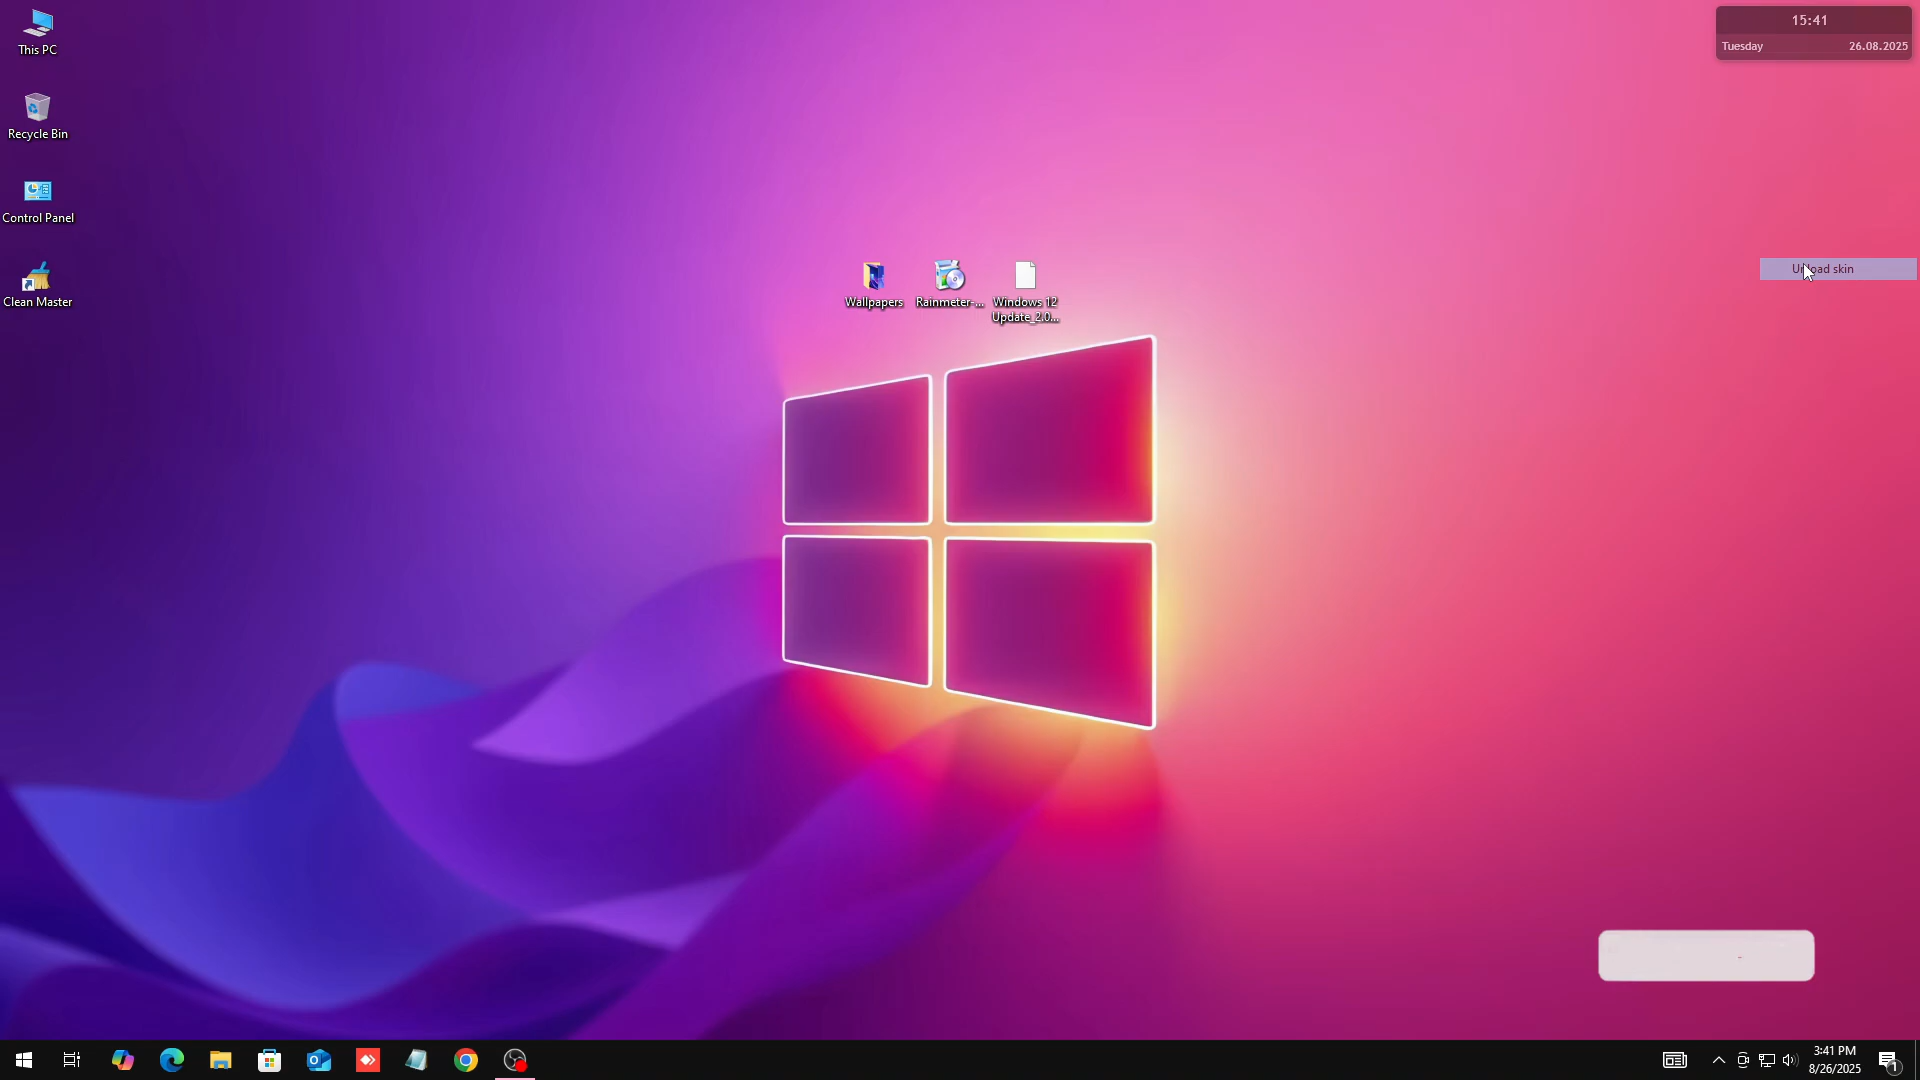 15:41
Tuesday 26.08.2025
This PC
Recycle Bin
Control Panel
Clean Master
Wallpapers
Rainmeter-...
Windows 12
Update_2.0...
Unload skin
3:41 PM
8/26/2025
1